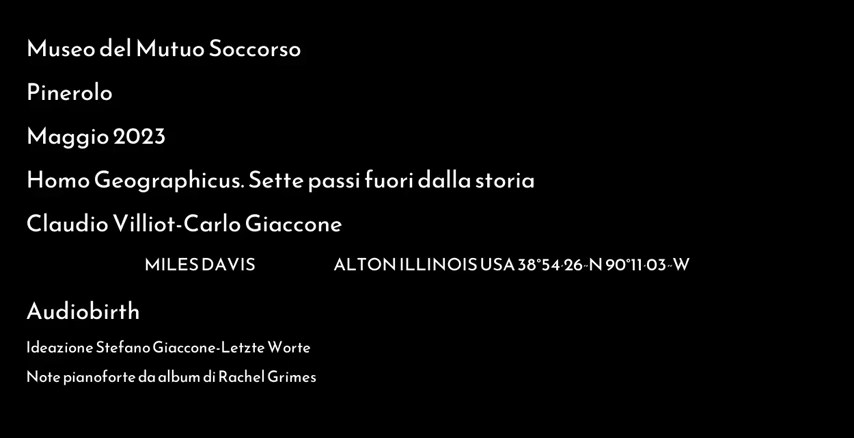 Museo del Mutuo Soccorso
Pinerolo
Maggio 2023
Homo Geographicus. Sette passi fuori dalla storia
Claudio Villiot-Carlo Giaccone
MILES DAVIS ALTON ILLINOIS USA 38°54′26″N 90°11′03″W
Audiobirth
Ideazione Stefano Giaccone-Letzte Worte
Note pianoforte da album di Rachel Grimes